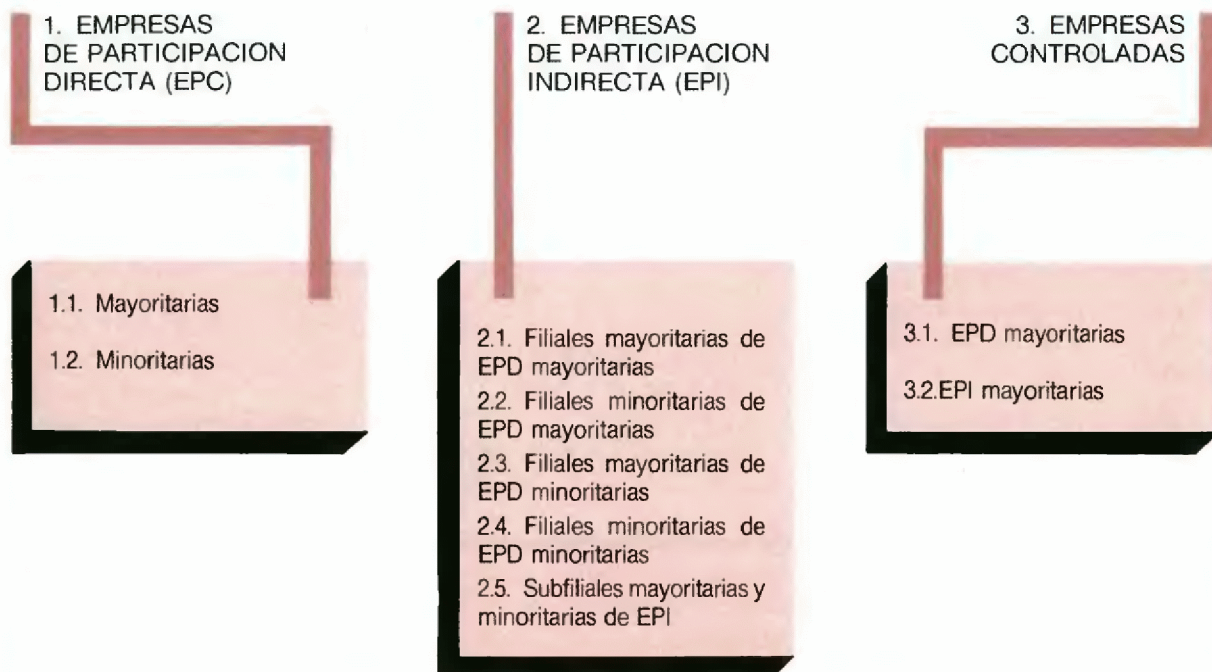 1. EMPRESAS
DE PARTICIPACION
DIRECTA (EPC)
1.1. Mayoritarias
1.2. Minoritarias
2. EMPRESAS
DE PARTICIPACION
INDIRECTA (EPI)
2.1. Filiales mayoritarias de
EPD mayoritarias
2.2. Filiales minoritarias de
EPD mayoritarias
2.3. Filiales mayoritarias de
EPD minoritarias
2.4. Filiales minoritarias de
EPD minoritarias
2.5. Subfiliales mayoritarias y
minoritarias de EPI
3. EMPRESAS
CONTROLADAS
3.1. EPD mayoritarias
3.2.EPI mayoritarias